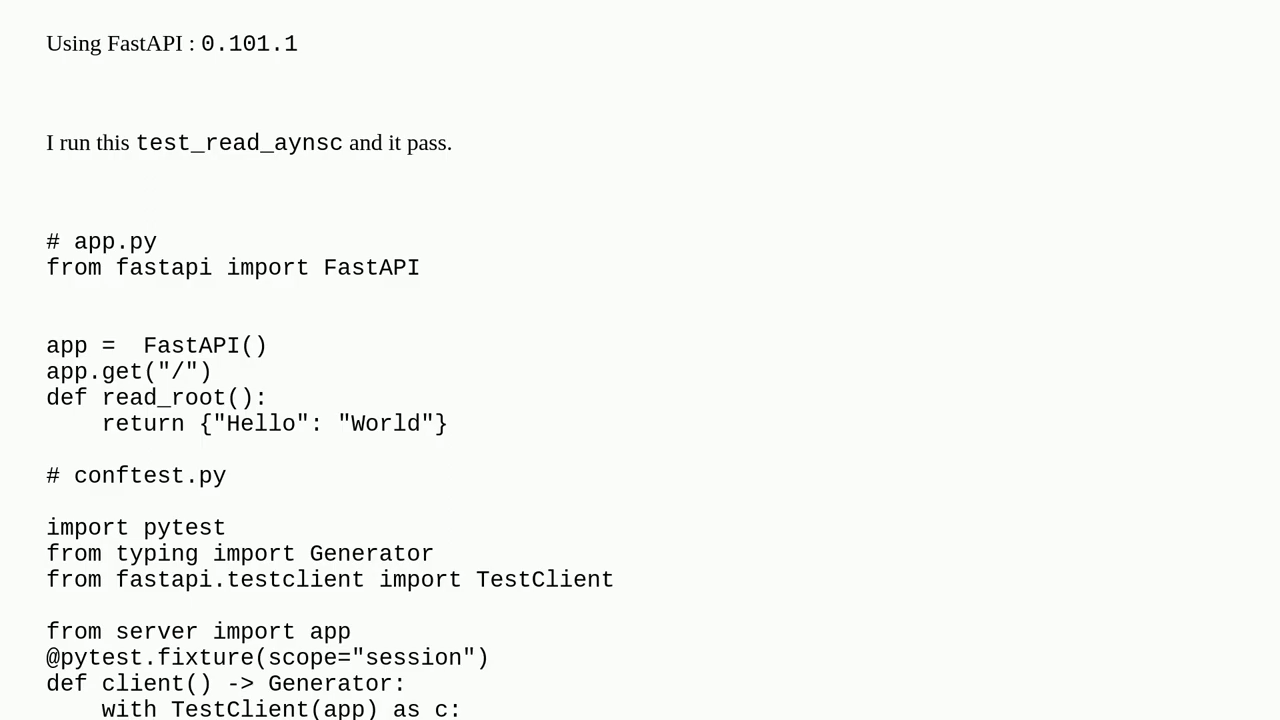 Using FastAPI : 0.101.1
I run this test_read_aynsc and it pass.
# app.py
from fastapi import FastAPI
app =  FastAPI()
app.get("/")
def read_root():
    return {"Hello": "World"}
# conftest.py
import pytest
from typing import Generator
from fastapi.testclient import TestClient
from server import app
@pytest.fixture(scope="session")
def client() -> Generator:
    with TestClient(app) as c: